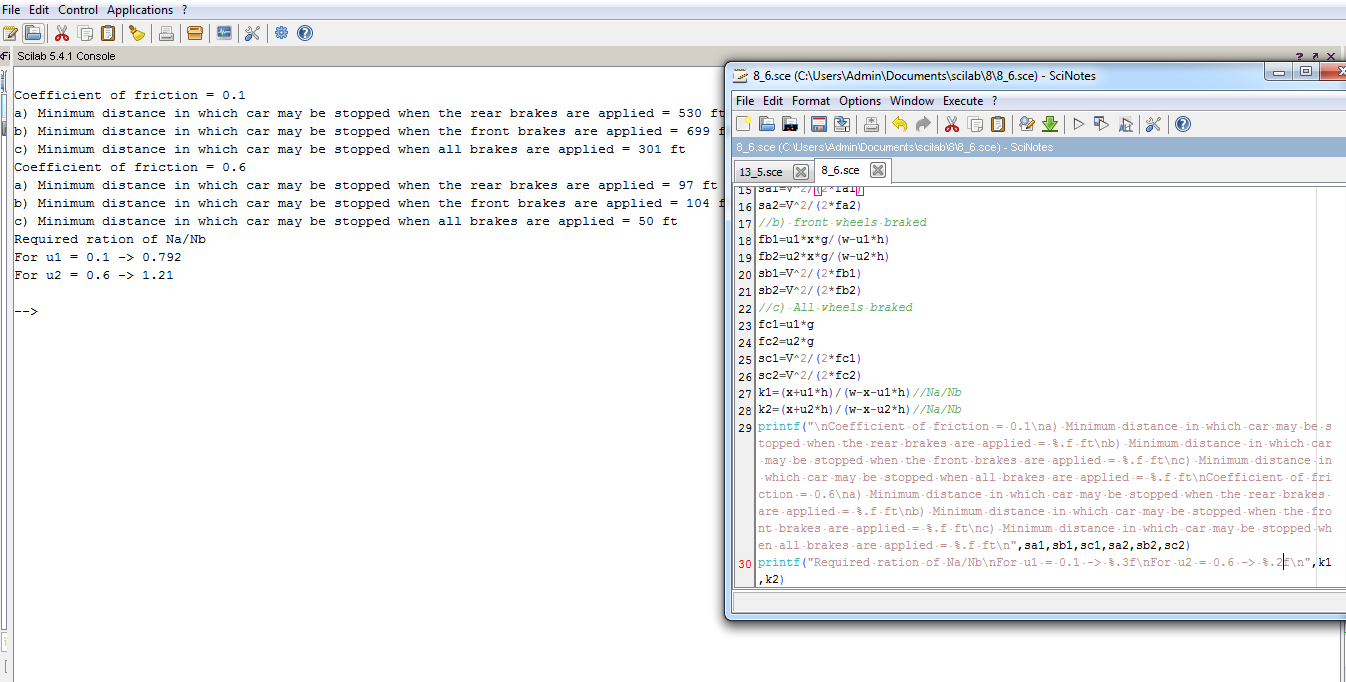 File Edit Control Applications ?
Scilab 5.4.1 Console
? ↗ ✕
Coefficient of friction = 0.1
a) Minimum distance in which car may be stopped when the rear brakes are applied = 530 ft
b) Minimum distance in which car may be stopped when the front brakes are applied = 699
c) Minimum distance in which car may be stopped when all brakes are applied = 301 ft
Coefficient of friction = 0.6
a) Minimum distance in which car may be stopped when the rear brakes are applied = 97 ft
b) Minimum distance in which car may be stopped when the front brakes are applied = 104
c) Minimum distance in which car may be stopped when all brakes are applied = 50 ft
Required ration of Na/Nb
For u1 = 0.1 -> 0.792
For u2 = 0.6 -> 1.21
-->
8_6.sce (C:\Users\Admin\Documents\scilab\8\8_6.sce) - SciNotes
File Edit Format Options Window Execute ?
8_6.sce (C:\Users\Admin\Documents\scilab\8\8_6.sce) - SciNotes
13_5.sce 8_6.sce
15 sa1=V^2/(2*fa1)
16 sa2=V^2/(2*fa2)
17 //b) front wheels braked
18 fb1=u1*x*g/(w-u1*h)
19 fb2=u2*x*g/(w-u2*h)
20 sb1=V^2/(2*fb1)
21 sb2=V^2/(2*fb2)
22 //c) All wheels braked
23 fc1=u1*g
24 fc2=u2*g
25 sc1=V^2/(2*fc1)
26 sc2=V^2/(2*fc2)
27 k1=(x+u1*h)/(w-x-u1*h)//Na/Nb
28 k2=(x+u2*h)/(w-x-u2*h)//Na/Nb
29 printf("\nCoefficient of friction = 0.1\na) Minimum distance in which car may be s
topped when the rear brakes are applied = %.f ft\nb) Minimum distance in which car
may be stopped when the front brakes are applied = %.f ft\nc) Minimum distance in
which car may be stopped when all brakes are applied = %.f ft\nCoefficient of fri
ction = 0.6\na) Minimum distance in which car may be stopped when the rear brakes
are applied = %.f ft\nb) Minimum distance in which car may be stopped when the fro
nt brakes are applied = %.f ft\nc) Minimum distance in which car may be stopped wh
en all brakes are applied = %.f ft\n",sa1,sb1,sc1,sa2,sb2,sc2)
30 printf("Required ration of Na/Nb\nFor u1 = 0.1 -> %.3f\nFor u2 = 0.6 -> %.2f\n",k1
,k2)